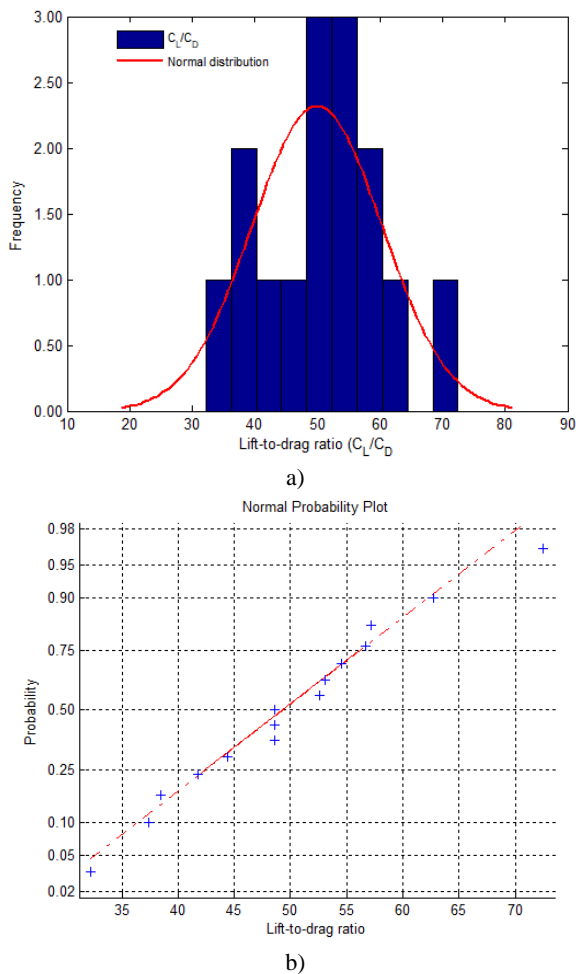 3.00
2.50
2.00
1.50
1.00
0.50
0.00
Frequency
C_L/C_D
Normal distribution
10 20 30 40 50 60 70 80 90
Lift-to-drag ratio (C_L/C_D
a)
Normal Probability Plot
0.98
0.95
0.90
0.75
0.50
0.25
0.10
0.05
0.02
Probability
35 40 45 50 55 60 65 70
Lift-to-drag ratio
b)